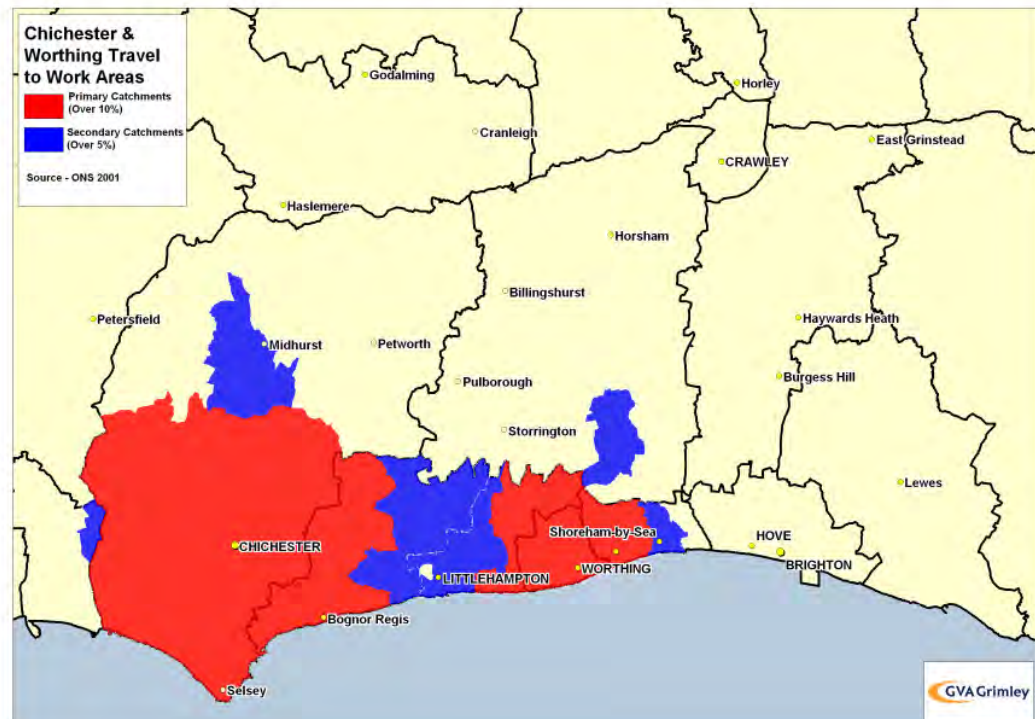 Chichester &
Worthing Travel
to Work Areas
Primary Catchments
(Over 10%)
Secondary Catchments
(Over 5%)
Source - ONS 2001
Godalming
Horley
Cranleigh
East Grinstead
CRAWLEY
Haslemere
Horsham
Billingshurst
Petersfield
Haywards Heath
Midhurst
Petworth
Burgess Hill
Pulborough
Storrington
Lewes
Shoreham-by-Sea
HOVE
CHICHESTER
BRIGHTON
WORTHING
LITTLEHAMPTON
Bognor Regis
Selsey
GVAGrimley